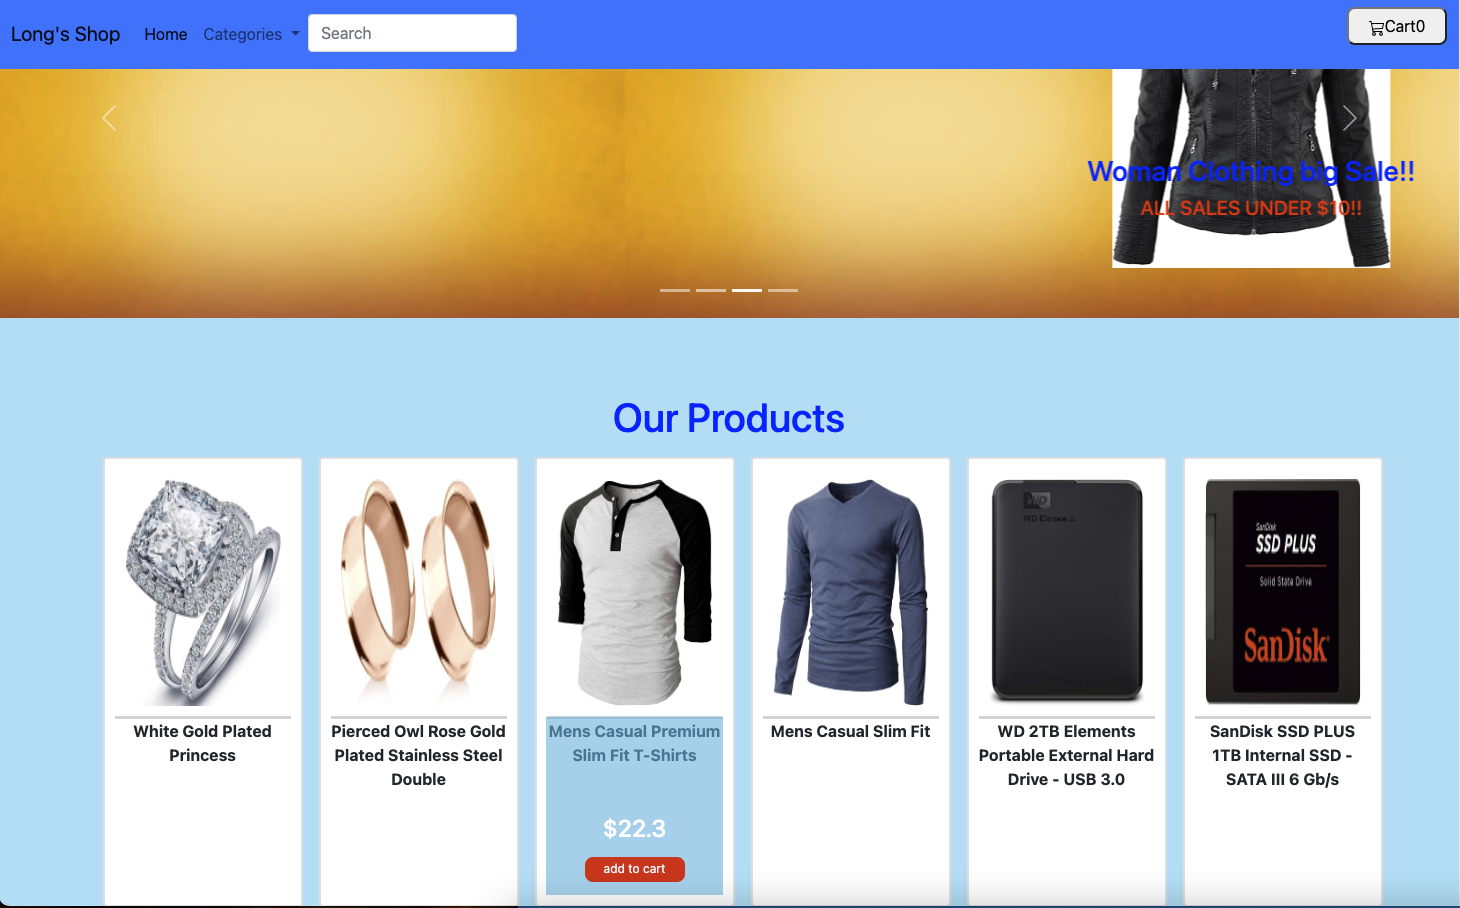 Long's Shop
Home
Categories
Search
Cart0
Woman Clothing big Sale!!
ALL SALES UNDER $10!!
Our Products
WD
WD Elements
SanDisk
SSD PLUS
Solid State Drive
SanDisk
White Gold Plated
Princess
Pierced Owl Rose Gold
Plated Stainless Steel
Double
Mens Casual Premium
Slim Fit T-Shirts
$22.3
add to cart
Mens Casual Slim Fit
WD 2TB Elements
Portable External Hard
Drive - USB 3.0
SanDisk SSD PLUS
1TB Internal SSD -
SATA III 6 Gb/s